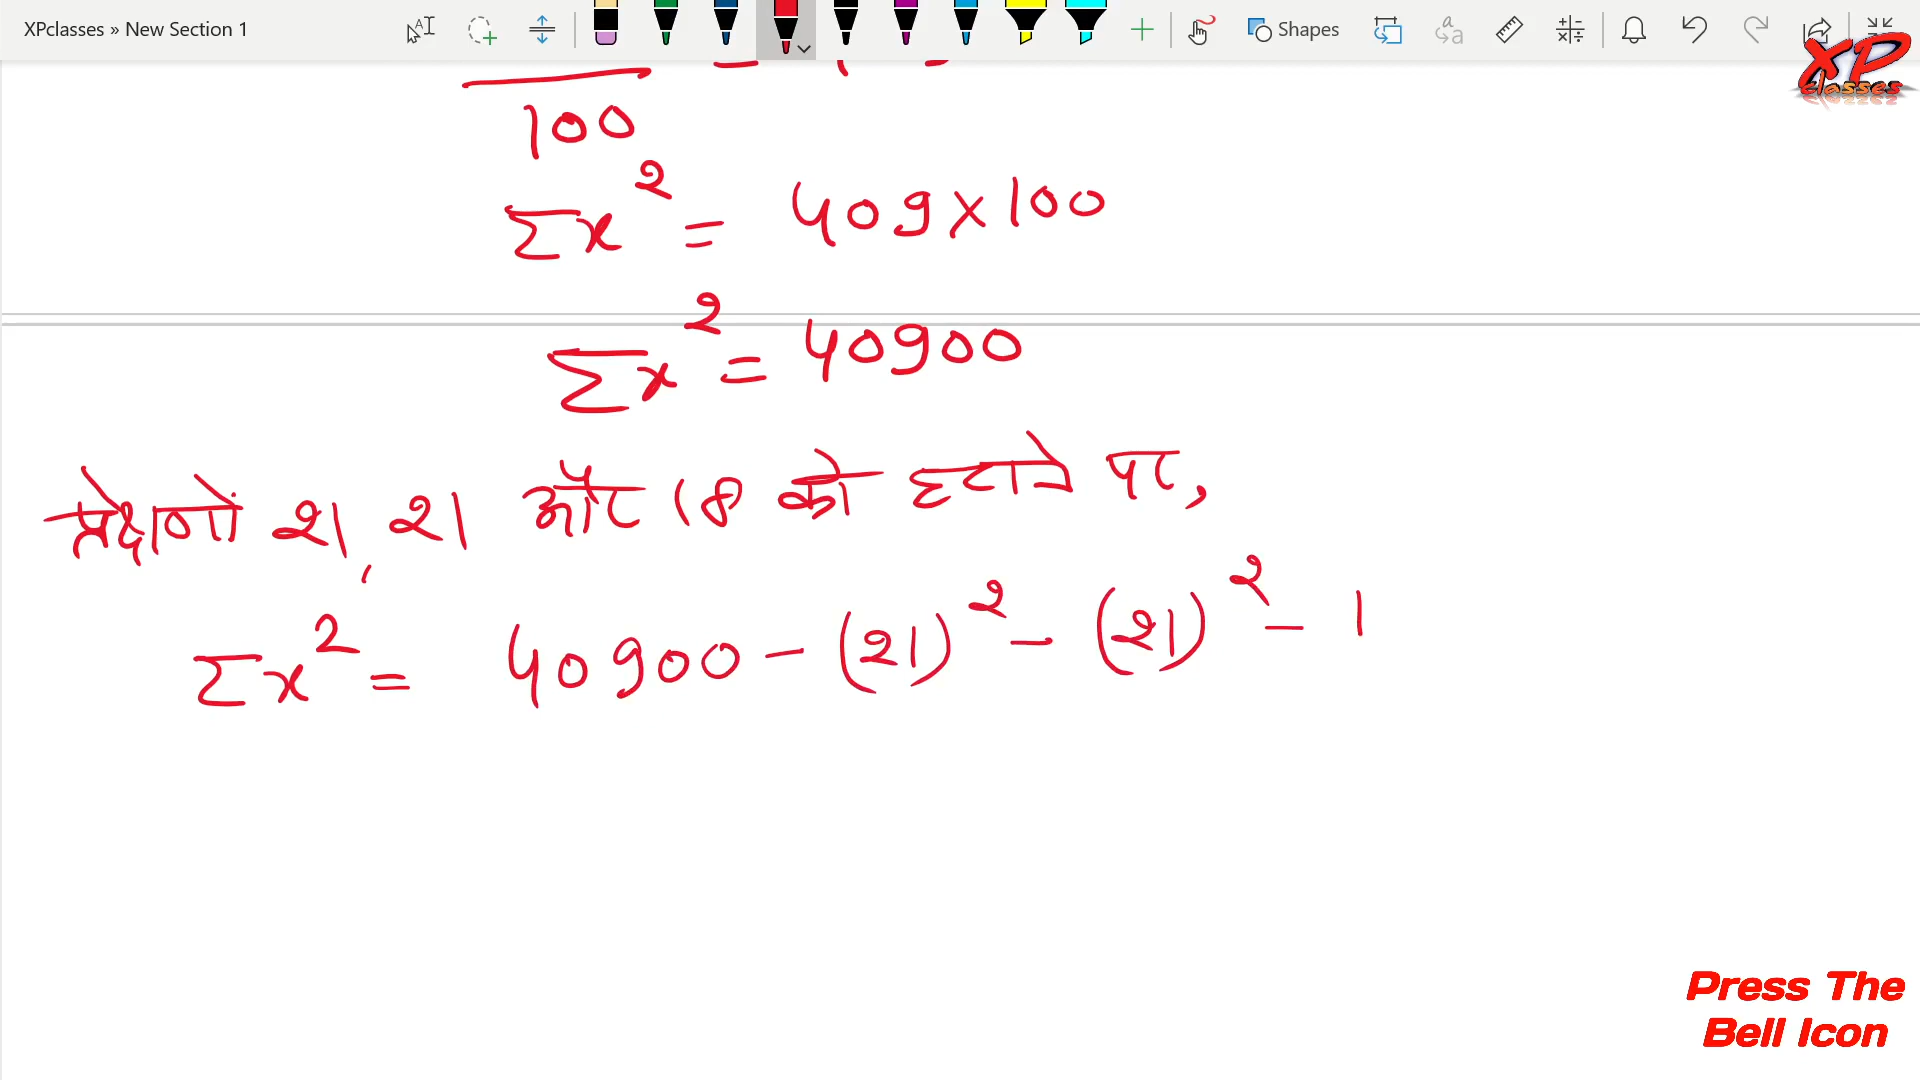 XPclasses » New Section 1
Shapes
XP
classes
100
Σx² = 409×100
Σx² = 40900
प्रेक्षणों 21, 21 और 18 को हटाने पर,
Σx² = 40900 - (21)² - (21)² - 1
Press The
Bell Icon